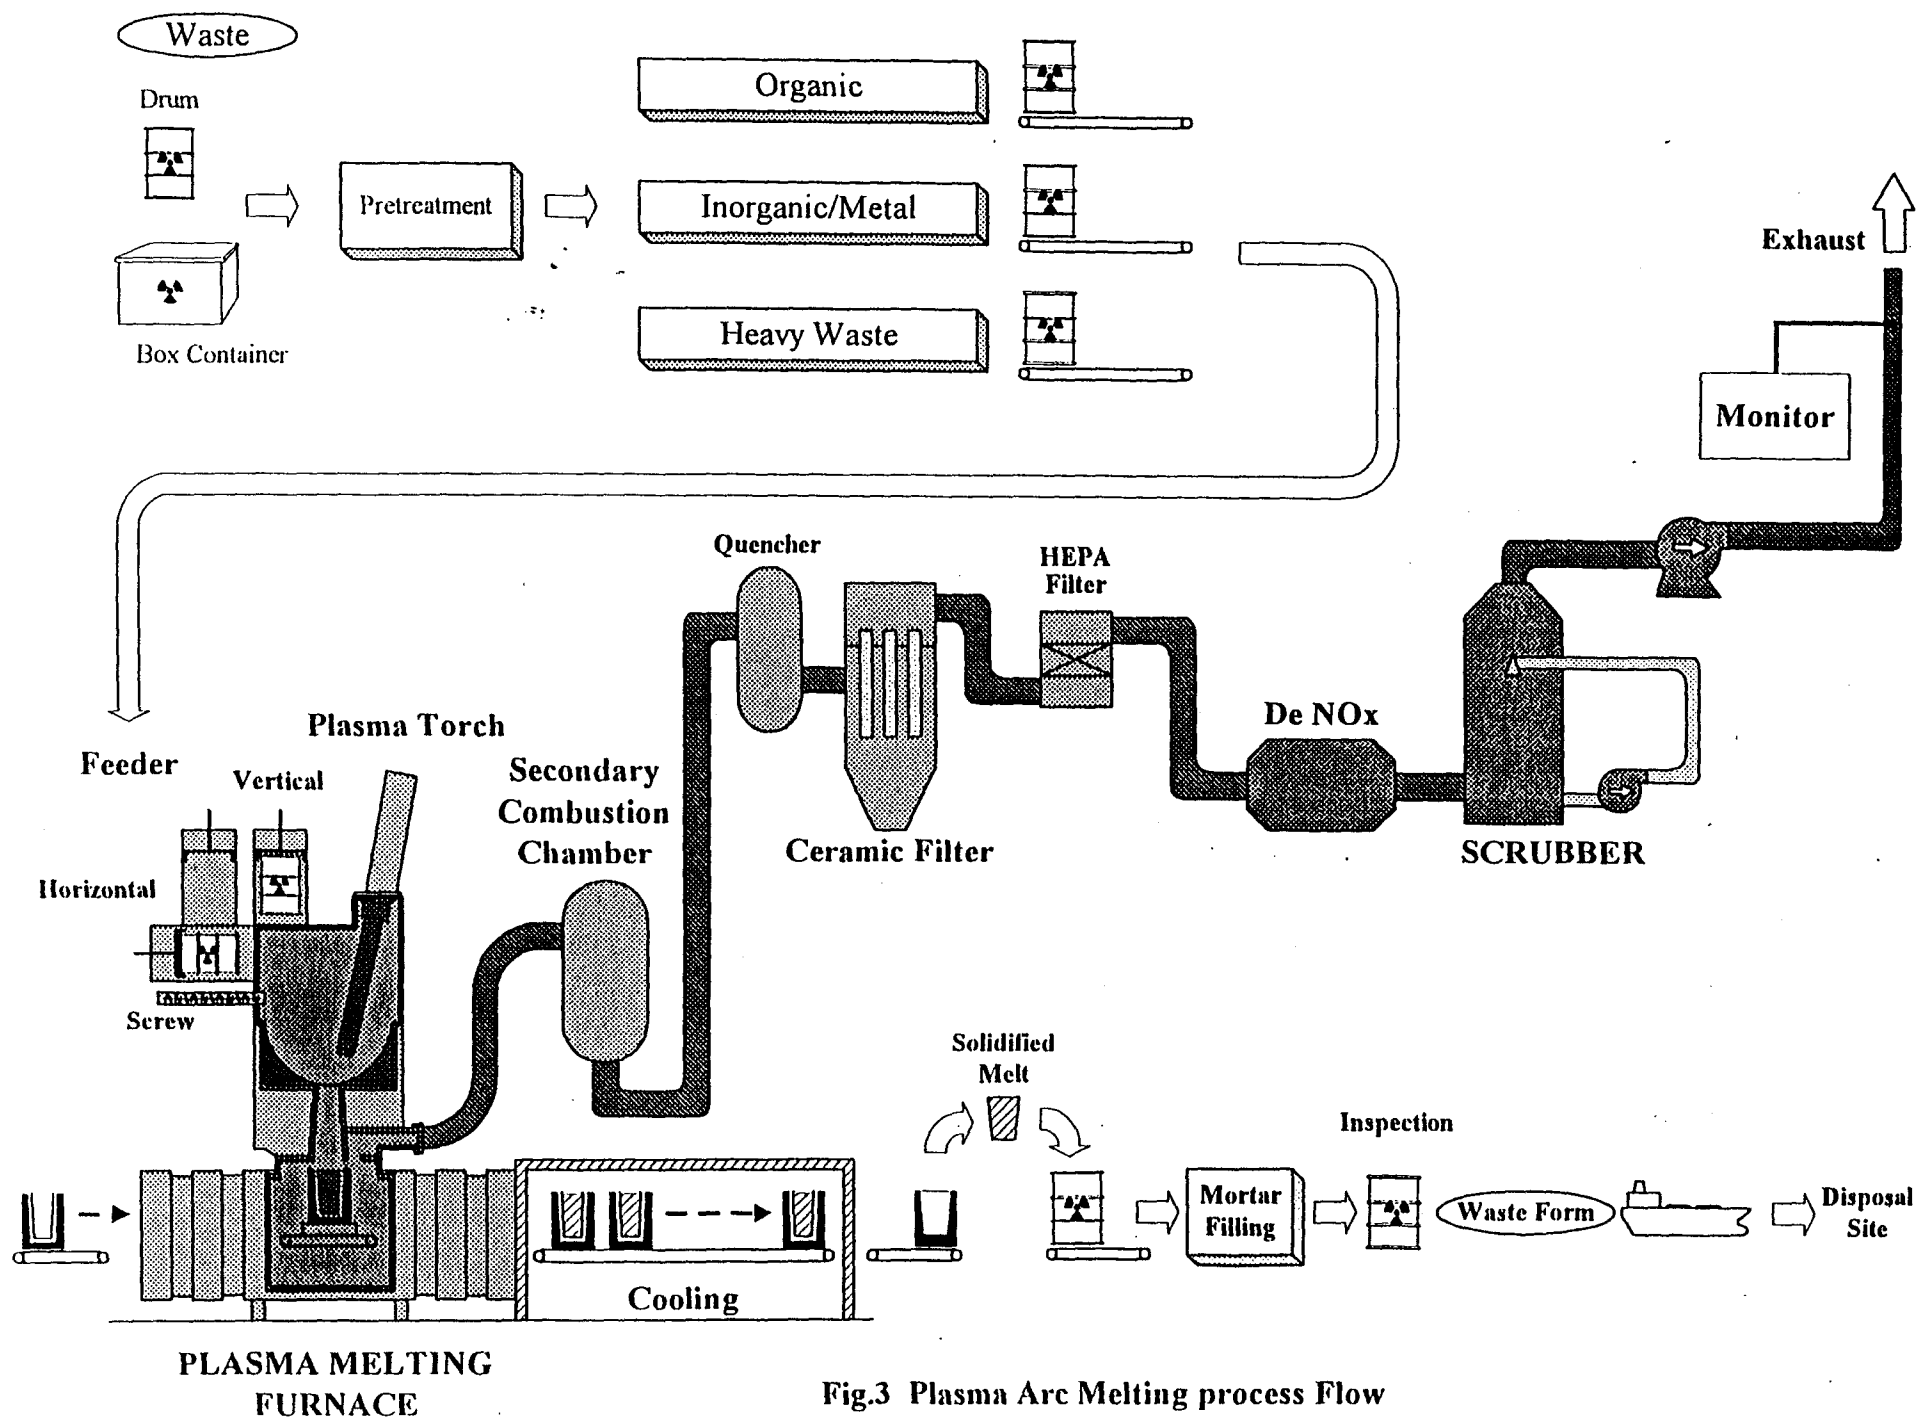 Waste
Drum
Box Container
Pretreatment
Organic
Inorganic/Metal
Heavy Waste
Exhaust
Monitor
Quencher
HEPA
Filter
De NOx
SCRUBBER
Ceramic Filter
Secondary
Combustion
Chamber
Plasma Torch
Feeder
Vertical
Horizontal
Screw
Solidified
Melt
Inspection
Mortar
Filling
Waste Form
Disposal
Site
Cooling
PLASMA MELTING
FURNACE
Fig.3 Plasma Arc Melting process Flow